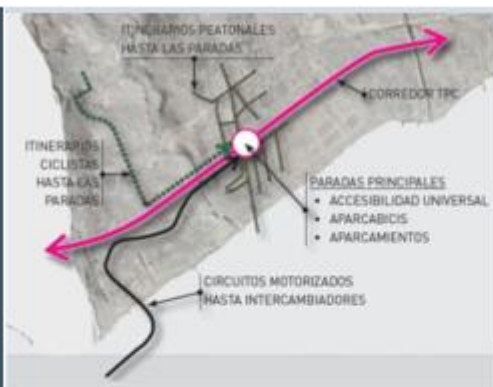 ITINERARIOS PEATONALES
HASTA LAS PARADAS
CORREDOR TPC
ITINERARIOS
CICLISTAS
HASTA LAS
PARADAS
PARADAS PRINCIPALES
• ACCESIBILIDAD UNIVERSAL
• APARCABICIS
• APARCAMIENTOS
CIRCUITOS MOTORIZADOS
HASTA INTERCAMBIADORES